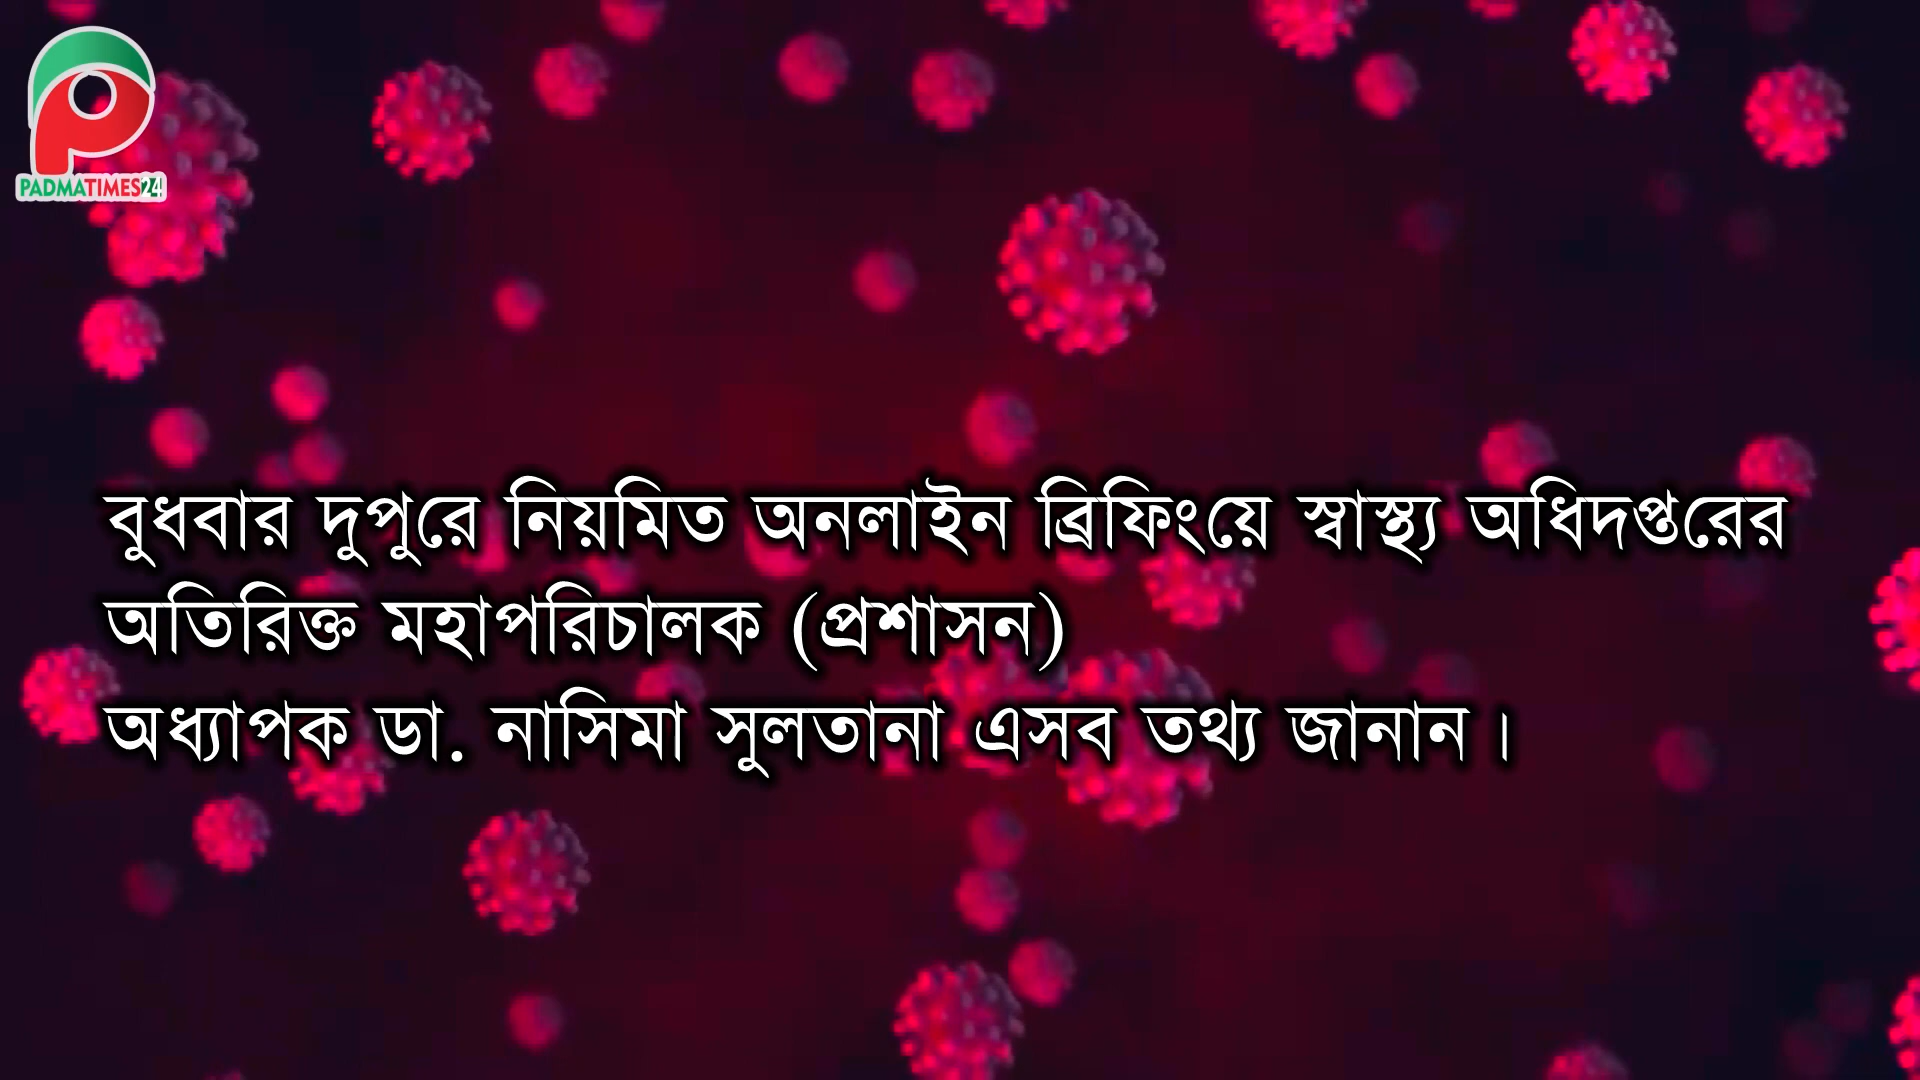 PADMATIMES24
বুধবার দুপুরে নিয়মিত অনলাইন ব্রিফিংয়ে স্বাস্থ্য অধিদপ্তরের
অতিরিক্ত মহাপরিচালক (প্রশাসন)
অধ্যাপক ডা. নাসিমা সুলতানা এসব তথ্য জানান।